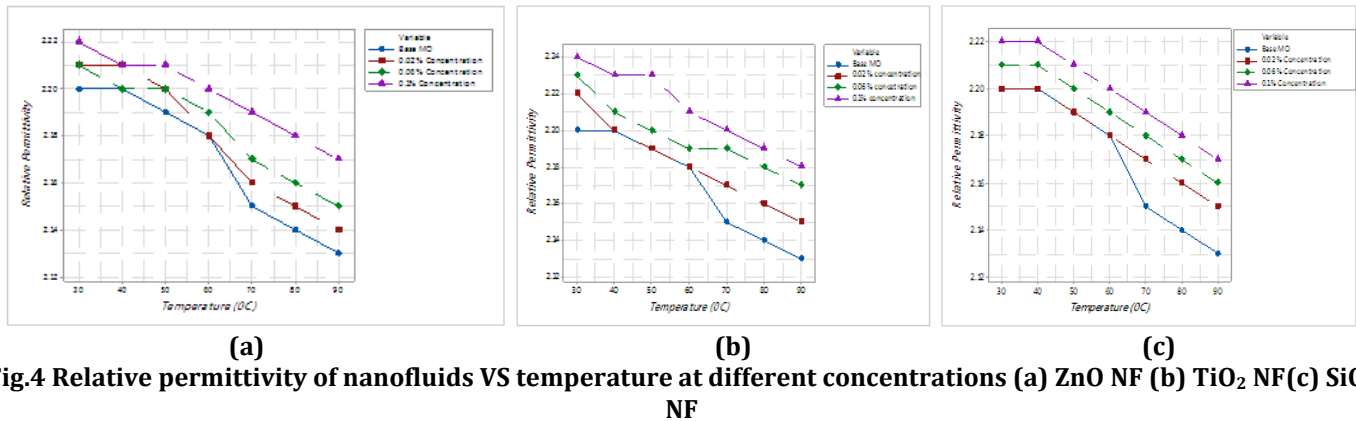 Variable
Base MO
0.02% Concentration
0.06% Concentration
0.1% Concentration
2.22
2.20
2.18
2.16
2.14
2.12
Relative Permittivity
30 40 50 60 70 80 90
Temperature (0C)
(a)
Variable
Base MO
0.02% concentration
0.06% concentration
0.1% concentration
2.24
2.22
2.20
2.18
2.16
2.14
2.12
Relative Permittivity
30 40 50 60 70 80 90
Temperature (0C)
(b)
Variable
Base MO
0.02% Concentration
0.06% Concentration
0.1% Concentration
2.22
2.20
2.18
2.16
2.14
2.12
Relative Permittivity
30 40 50 60 70 80 90
Temperature (0C)
(c)
Fig.4 Relative permittivity of nanofluids VS temperature at different concentrations (a) ZnO NF (b) TiO₂ NF(c) SiO
NF